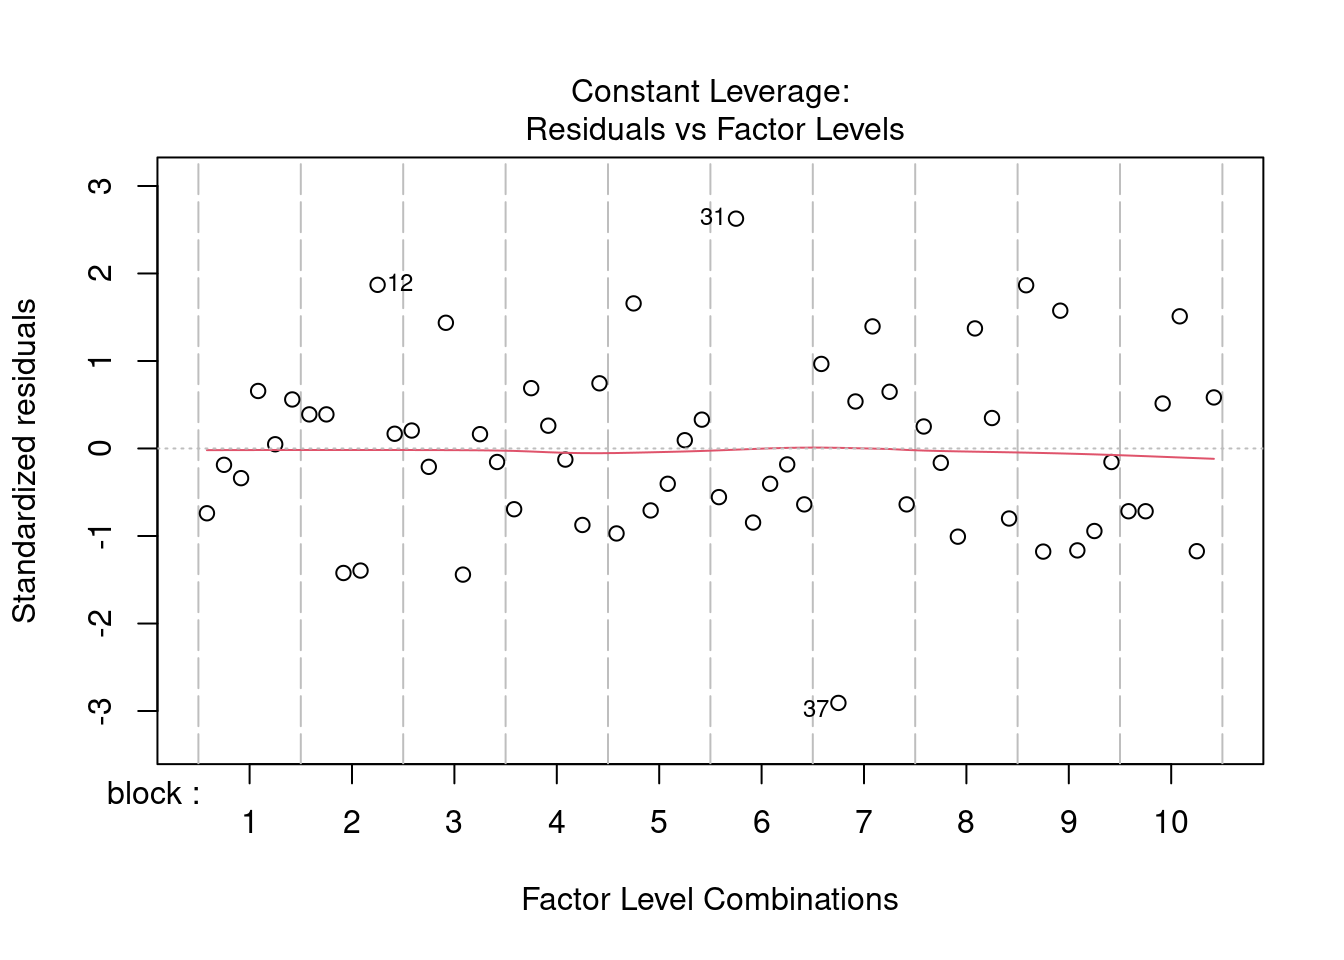 Constant Leverage:
Residuals vs Factor Levels
Standardized residuals
3
2
1
0
-1
-2
-3
31
12
37
block :
1 2 3 4 5 6 7 8 9 10
Factor Level Combinations